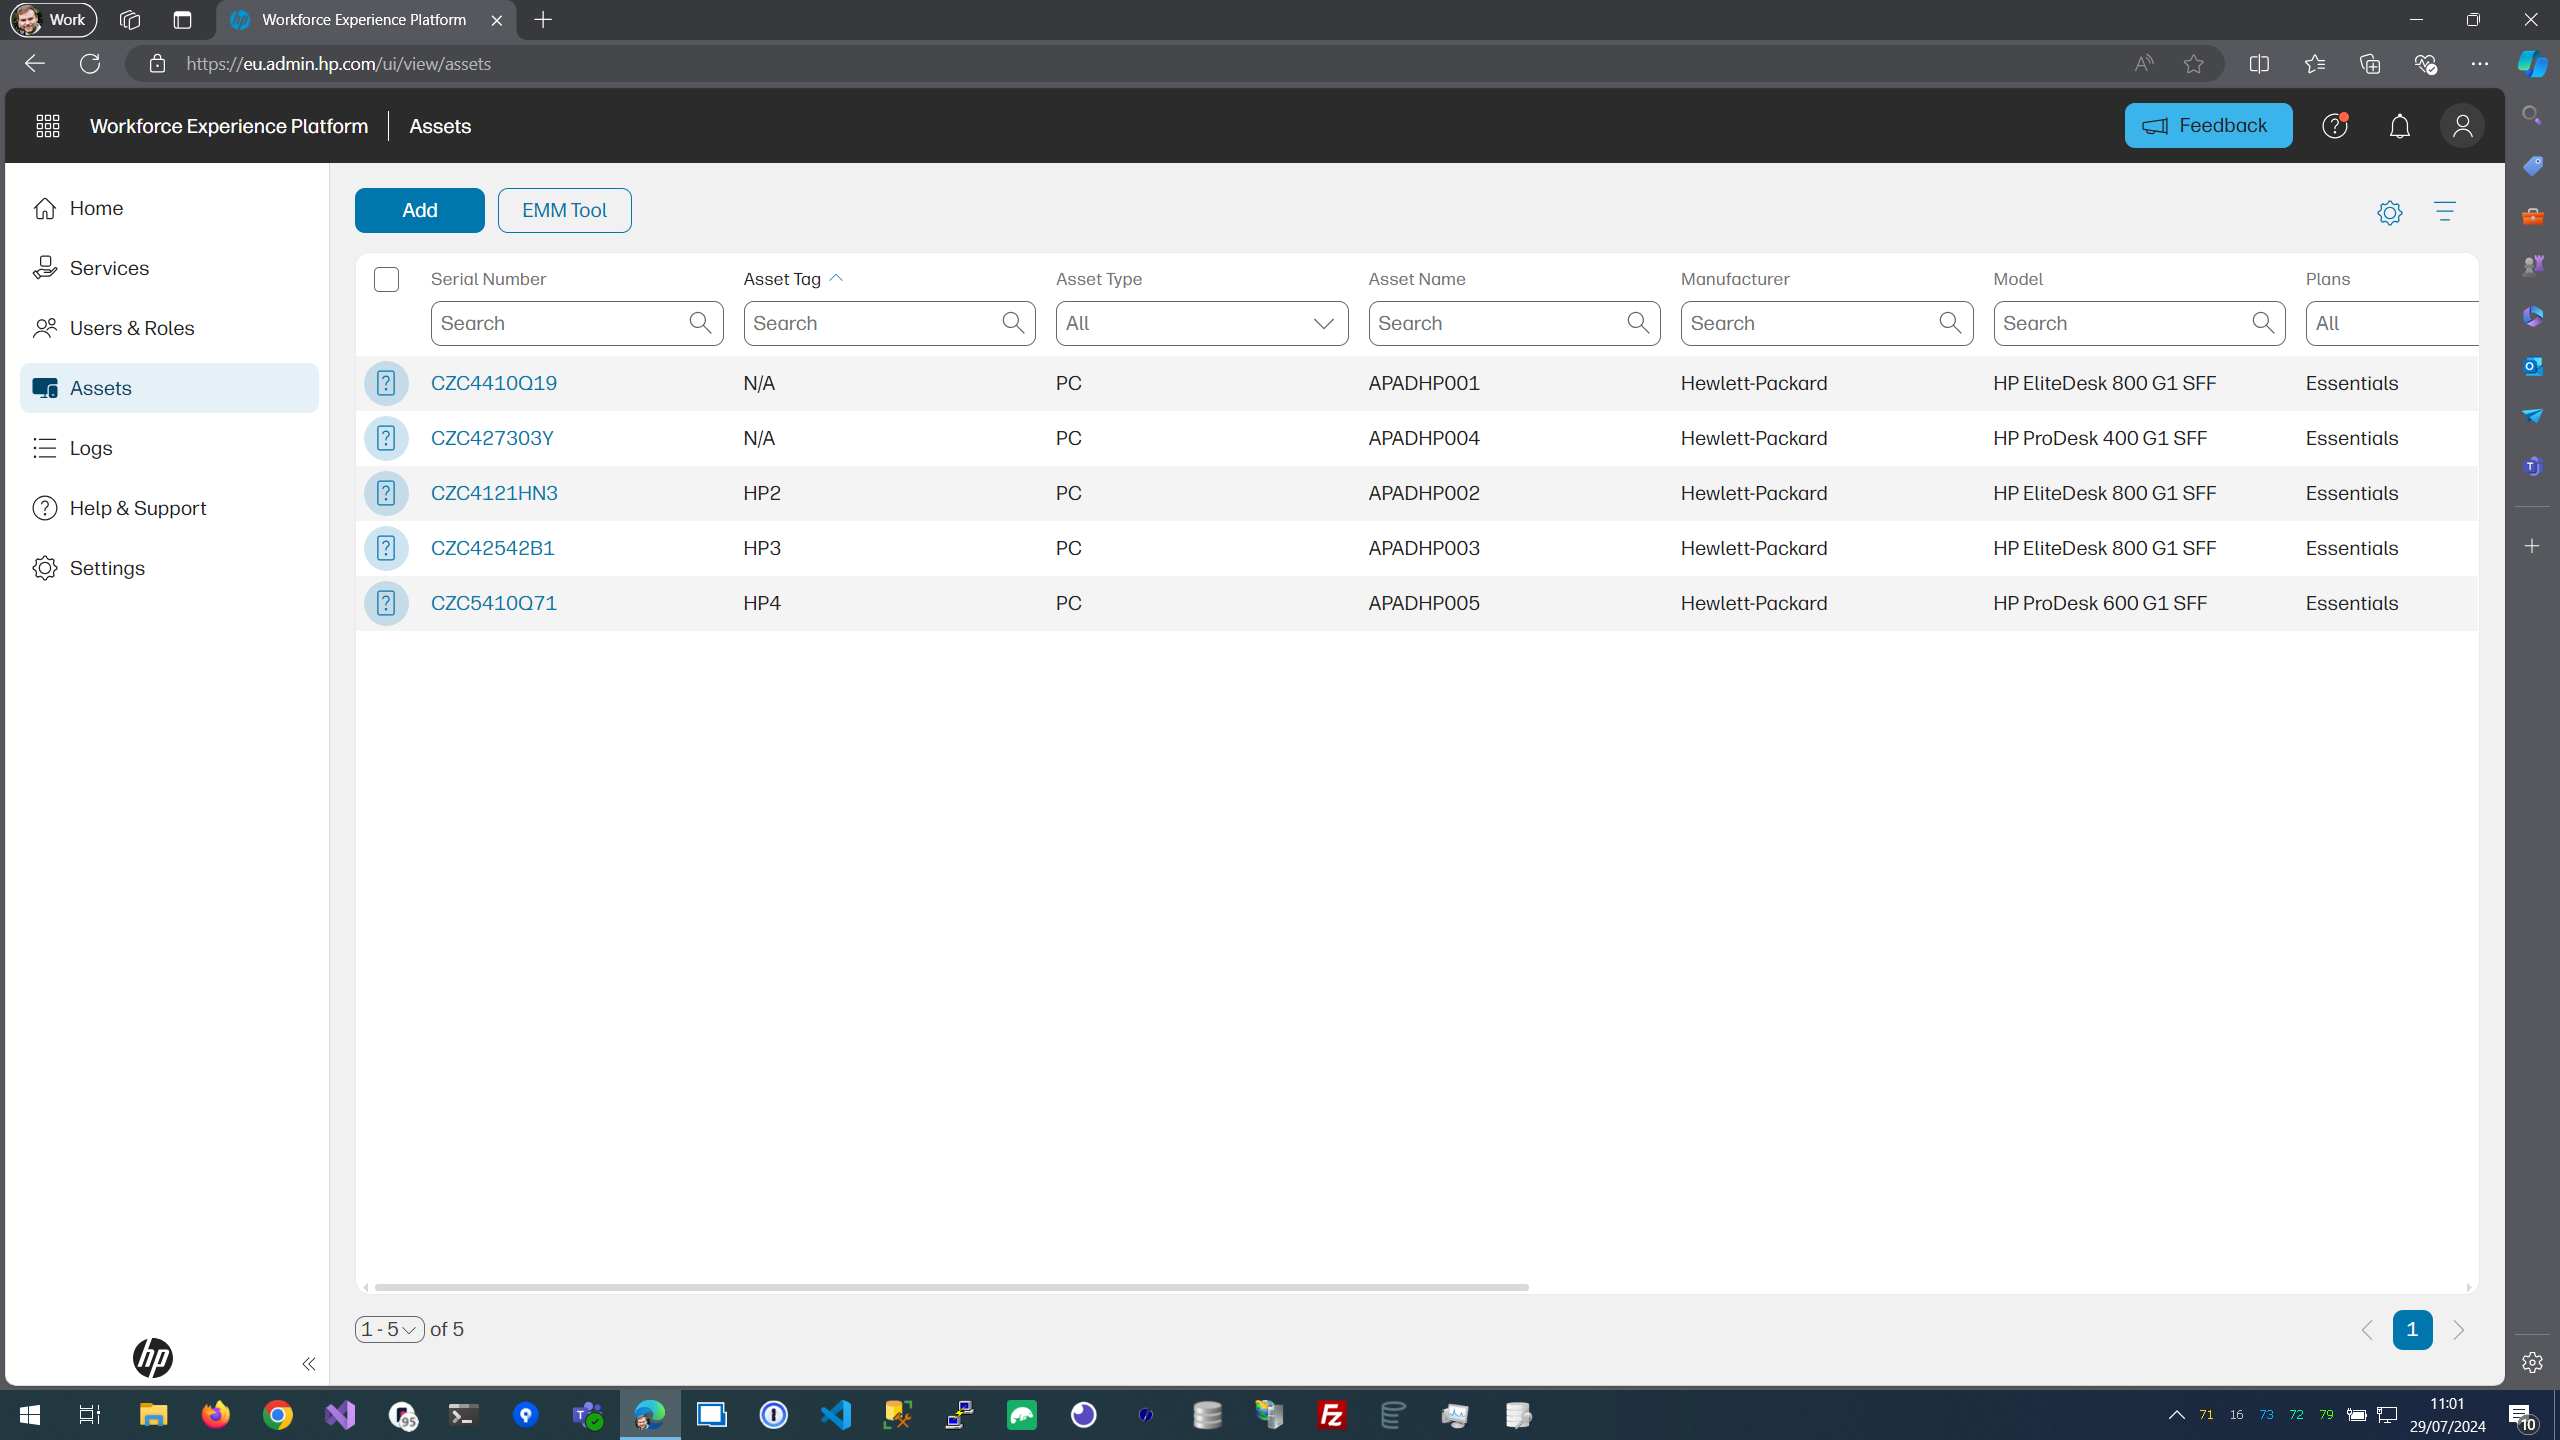 Work
Workforce Experience Platform
https://eu.admin.hp.com/ui/view/assets
Workforce Experience Platform
Assets
Feedback
Home
Services
Users & Roles
Assets
Logs
Help & Support
Settings
Add
EMM Tool
Serial Number Asset Tag Asset Type Asset Name Manufacturer Model Plans
Search Search All Search Search Search All
CZC4410Q19 N/A PC APADHP001 Hewlett-Packard HP EliteDesk 800 G1 SFF Essentials
CZC427303Y N/A PC APADHP004 Hewlett-Packard HP ProDesk 400 G1 SFF Essentials
CZC4121HN3 HP2 PC APADHP002 Hewlett-Packard HP EliteDesk 800 G1 SFF Essentials
CZC42542B1 HP3 PC APADHP003 Hewlett-Packard HP EliteDesk 800 G1 SFF Essentials
CZC5410Q71 HP4 PC APADHP005 Hewlett-Packard HP ProDesk 600 G1 SFF Essentials
1 - 5 of 5
1
hp
95
71 16 73 72 79
11:01
29/07/2024
10